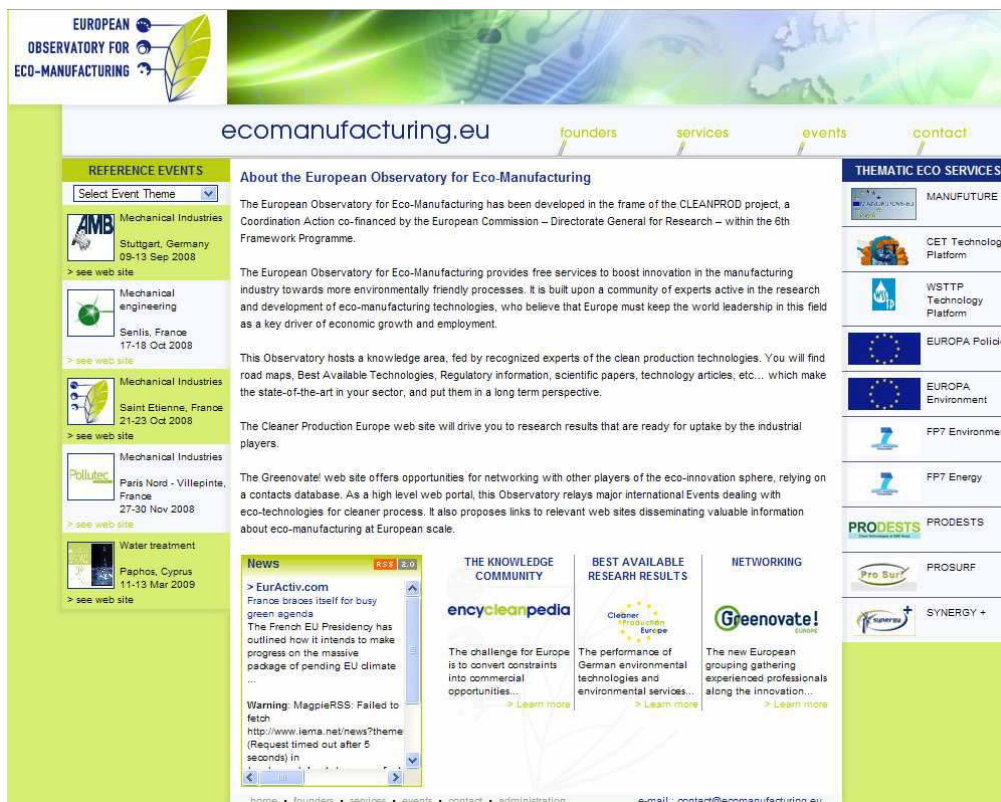 EUROPEAN
OBSERVATORY FOR
ECO-MANUFACTURING
ecomanufacturing.eu
founders
services
events
contact
REFERENCE EVENTS
Select Event Theme
AMB
Mechanical Industries
Stuttgart, Germany
09-13 Sep 2008
> see web site
Mechanical
engineering
Senlis, France
17-18 Oct 2008
> see web site
Mechanical Industries
Saint Etienne, France
21-23 Oct 2008
> see web site
Pollutec
Mechanical Industries
Paris Nord - Villepinte,
France
27-30 Nov 2008
> see web site
Water treatment
Paphos, Cyprus
11-13 Mar 2009
> see web site
About the European Observatory for Eco-Manufacturing
The European Observatory for Eco-Manufacturing has been developed in the frame of the CLEANPROD project, a
Coordination Action co-financed by the European Commission – Directorate General for Research – within the 6th
Framework Programme.
The European Observatory for Eco-Manufacturing provides free services to boost innovation in the manufacturing
industry towards more environmentally friendly processes. It is built upon a community of experts active in the research
and development of eco-manufacturing technologies, who believe that Europe must keep the world leadership in this field
as a key driver of economic growth and employment.
This Observatory hosts a knowledge area, fed by recognized experts of the clean production technologies. You will find
road maps, Best Available Technologies, Regulatory information, scientific papers, technology articles, etc... which make
the state-of-the-art in your sector, and put them in a long term perspective.
The Cleaner Production Europe web site will drive you to research results that are ready for uptake by the industrial
players.
The Greenovate! web site offers opportunities for networking with other players of the eco-innovation sphere, relying on
a contacts database. As a high level web portal, this Observatory relays major international Events dealing with
eco-technologies for cleaner process. It also proposes links to relevant web sites disseminating valuable information
about eco-manufacturing at European scale.
News
RSS 2.0
> EurActiv.com
France braces itself for busy
green agenda
The French EU Presidency has
outlined how it intends to make
progress on the massive
package of pending EU climate
...
Warning: MagpieRSS: Failed to
fetch
http://www.iema.net/news?theme
(Request timed out after 5
seconds) in
THE KNOWLEDGE
COMMUNITY
encycleanpedia
The challenge for Europe
is to convert constraints
into commercial
opportunities...
> Learn more
BEST AVAILABLE
RESEARH RESULTS
Cleaner
Production
Europe
The performance of
German environmental
technologies and
environmental services...
> Learn more
NETWORKING
Greenovate!
EUROPE
The new European
grouping gathering
experienced professionals
along the innovation...
> Learn more
THEMATIC ECO SERVICES
MANUFUTURE
CET Technolog
Platform
WSTTP
Technology
Platform
EUROPA Policie
EUROPA
Environment
FP7 Environme
FP7 Energy
PRODESTS
PRODESTS
Pro Surf
PROSURF
synergy
SYNERGY +
home • founders • services • events • contact • administration
e-mail : contact@ecomanufacturing.eu